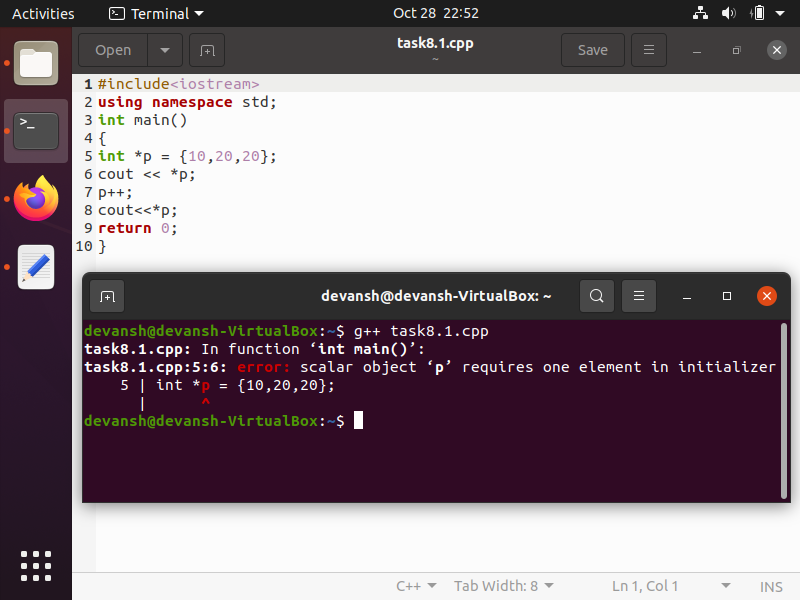 Activities
Terminal
Oct 28 22:52
Open
task8.1.cpp
~
Save
1 #include<iostream>
2 using namespace std;
3 int main()
4 {
5 int *p = {10,20,20};
6 cout << *p;
7 p++;
8 cout<<*p;
9 return 0;
10 }
>_
devansh@devansh-VirtualBox: ~
devansh@devansh-VirtualBox:~$ g++ task8.1.cpp
task8.1.cpp: In function ‘int main()’:
task8.1.cpp:5:6: error: scalar object ‘p’ requires one element in initializer
5 | int *p = {10,20,20};
| ^
devansh@devansh-VirtualBox:~$
C++ Tab Width: 8 Ln 1, Col 1 INS